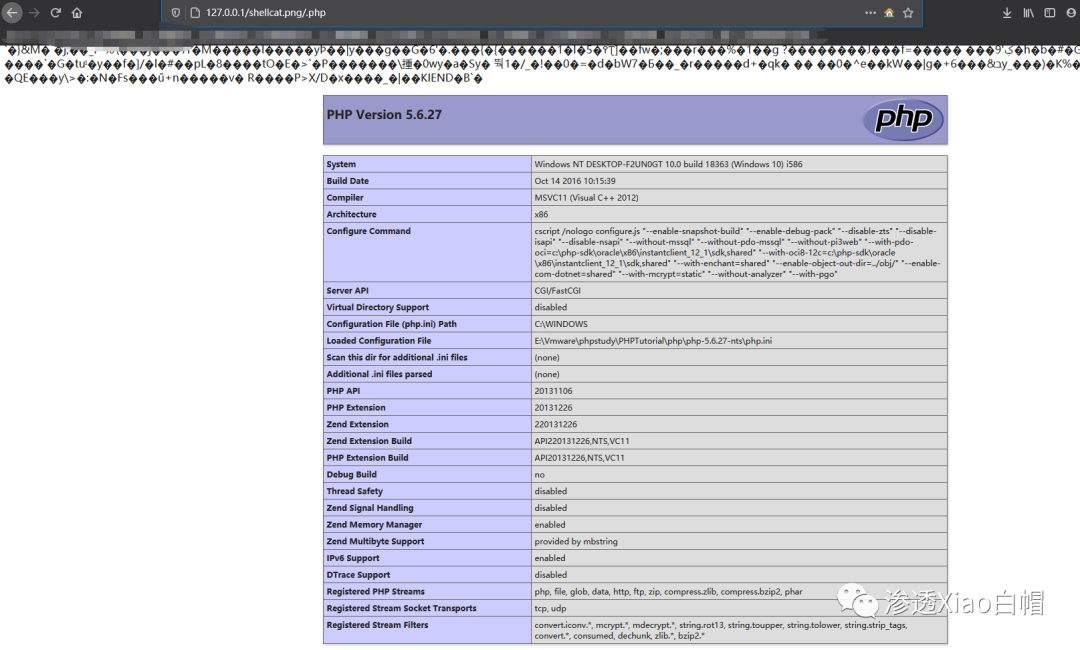 127.0.0.1/shellcat.png/.php
PHP Version 5.6.27
php
System Windows NT DESKTOP-F2UN0GT 10.0 build 18363 (Windows 10) i586
Build Date Oct 14 2016 10:15:39
Compiler MSVC11 (Visual C++ 2012)
Architecture x86
Configure Command cscript /nologo configure.js "--enable-snapshot-build" "--enable-debug-pack" "--disable-zts" "--disable-
isapi" "--disable-nsapi" "--without-mssql" "--without-pdo-mssql" "--without-pi3web" "--with-pdo-
oci=c:\php-sdk\oracle\x86\instantclient_12_1\sdk,shared" "--with-oci8-12c=c:\php-sdk\oracle
\x86\instantclient_12_1\sdk,shared" "--with-enchant=shared" "--enable-object-out-dir=../obj/" "--enable-
com-dotnet=shared" "--with-mcrypt=static" "--without-analyzer" "--with-pgo"
Server API CGI/FastCGI
Virtual Directory Support disabled
Configuration File (php.ini) Path C:\WINDOWS
Loaded Configuration File E:\Vmware\phpstudy\PHPTutorial\php\php-5.6.27-nts\php.ini
Scan this dir for additional .ini files (none)
Additional .ini files parsed (none)
PHP API 20131106
PHP Extension 20131226
Zend Extension 220131226
Zend Extension Build API220131226,NTS,VC11
PHP Extension Build API20131226,NTS,VC11
Debug Build no
Thread Safety disabled
Zend Signal Handling disabled
Zend Memory Manager enabled
Zend Multibyte Support provided by mbstring
IPv6 Support enabled
DTrace Support disabled
Registered PHP Streams php, file, glob, data, http, ftp, zip, compress.zlib, compress.bzip2, phar
Registered Stream Socket Transports tcp, udp
Registered Stream Filters convert.iconv.*, mcrypt.*, mdecrypt.*, string.rot13, string.toupper, string.tolower, string.strip_tags,
convert.*, consumed, dechunk, zlib.*, bzip2.*
渗透Xiao白帽